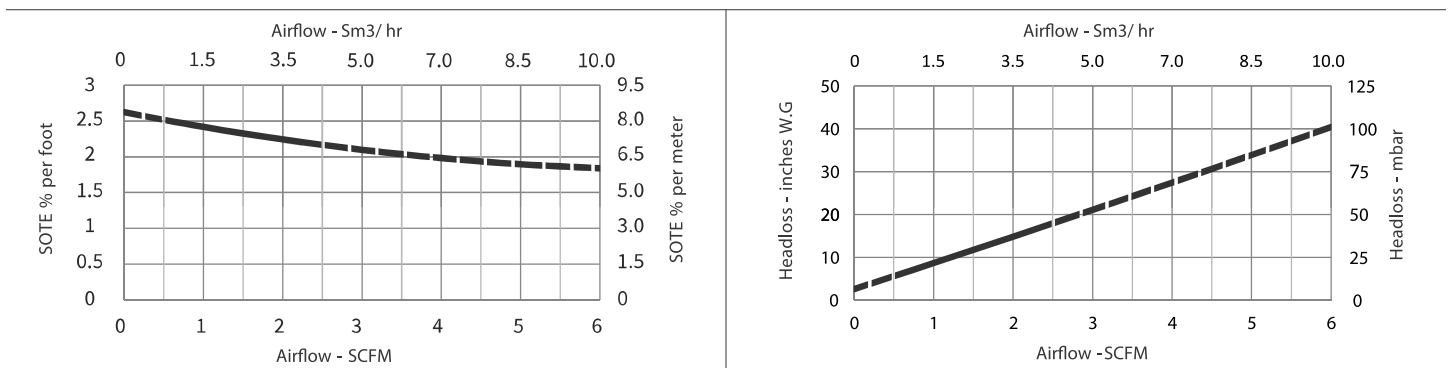 Airflow - Sm3/ hr
0 1.5 3.5 5.0 7.0 8.5 10.0
3 9.5
2.5 8.0
2 6.5
1.5 5.0
1 3.0
0.5 1.5
0 0
SOTE % per foot
SOTE % per meter
0 1 2 3 4 5 6
Airflow - SCFM
Airflow - Sm3/ hr
0 1.5 3.5 5.0 7.0 8.5 10.0
50 125
40 100
30 75
20 50
10 25
0 0
Headloss - inches W.G
Headloss - mbar
0 1 2 3 4 5 6
Airflow -SCFM